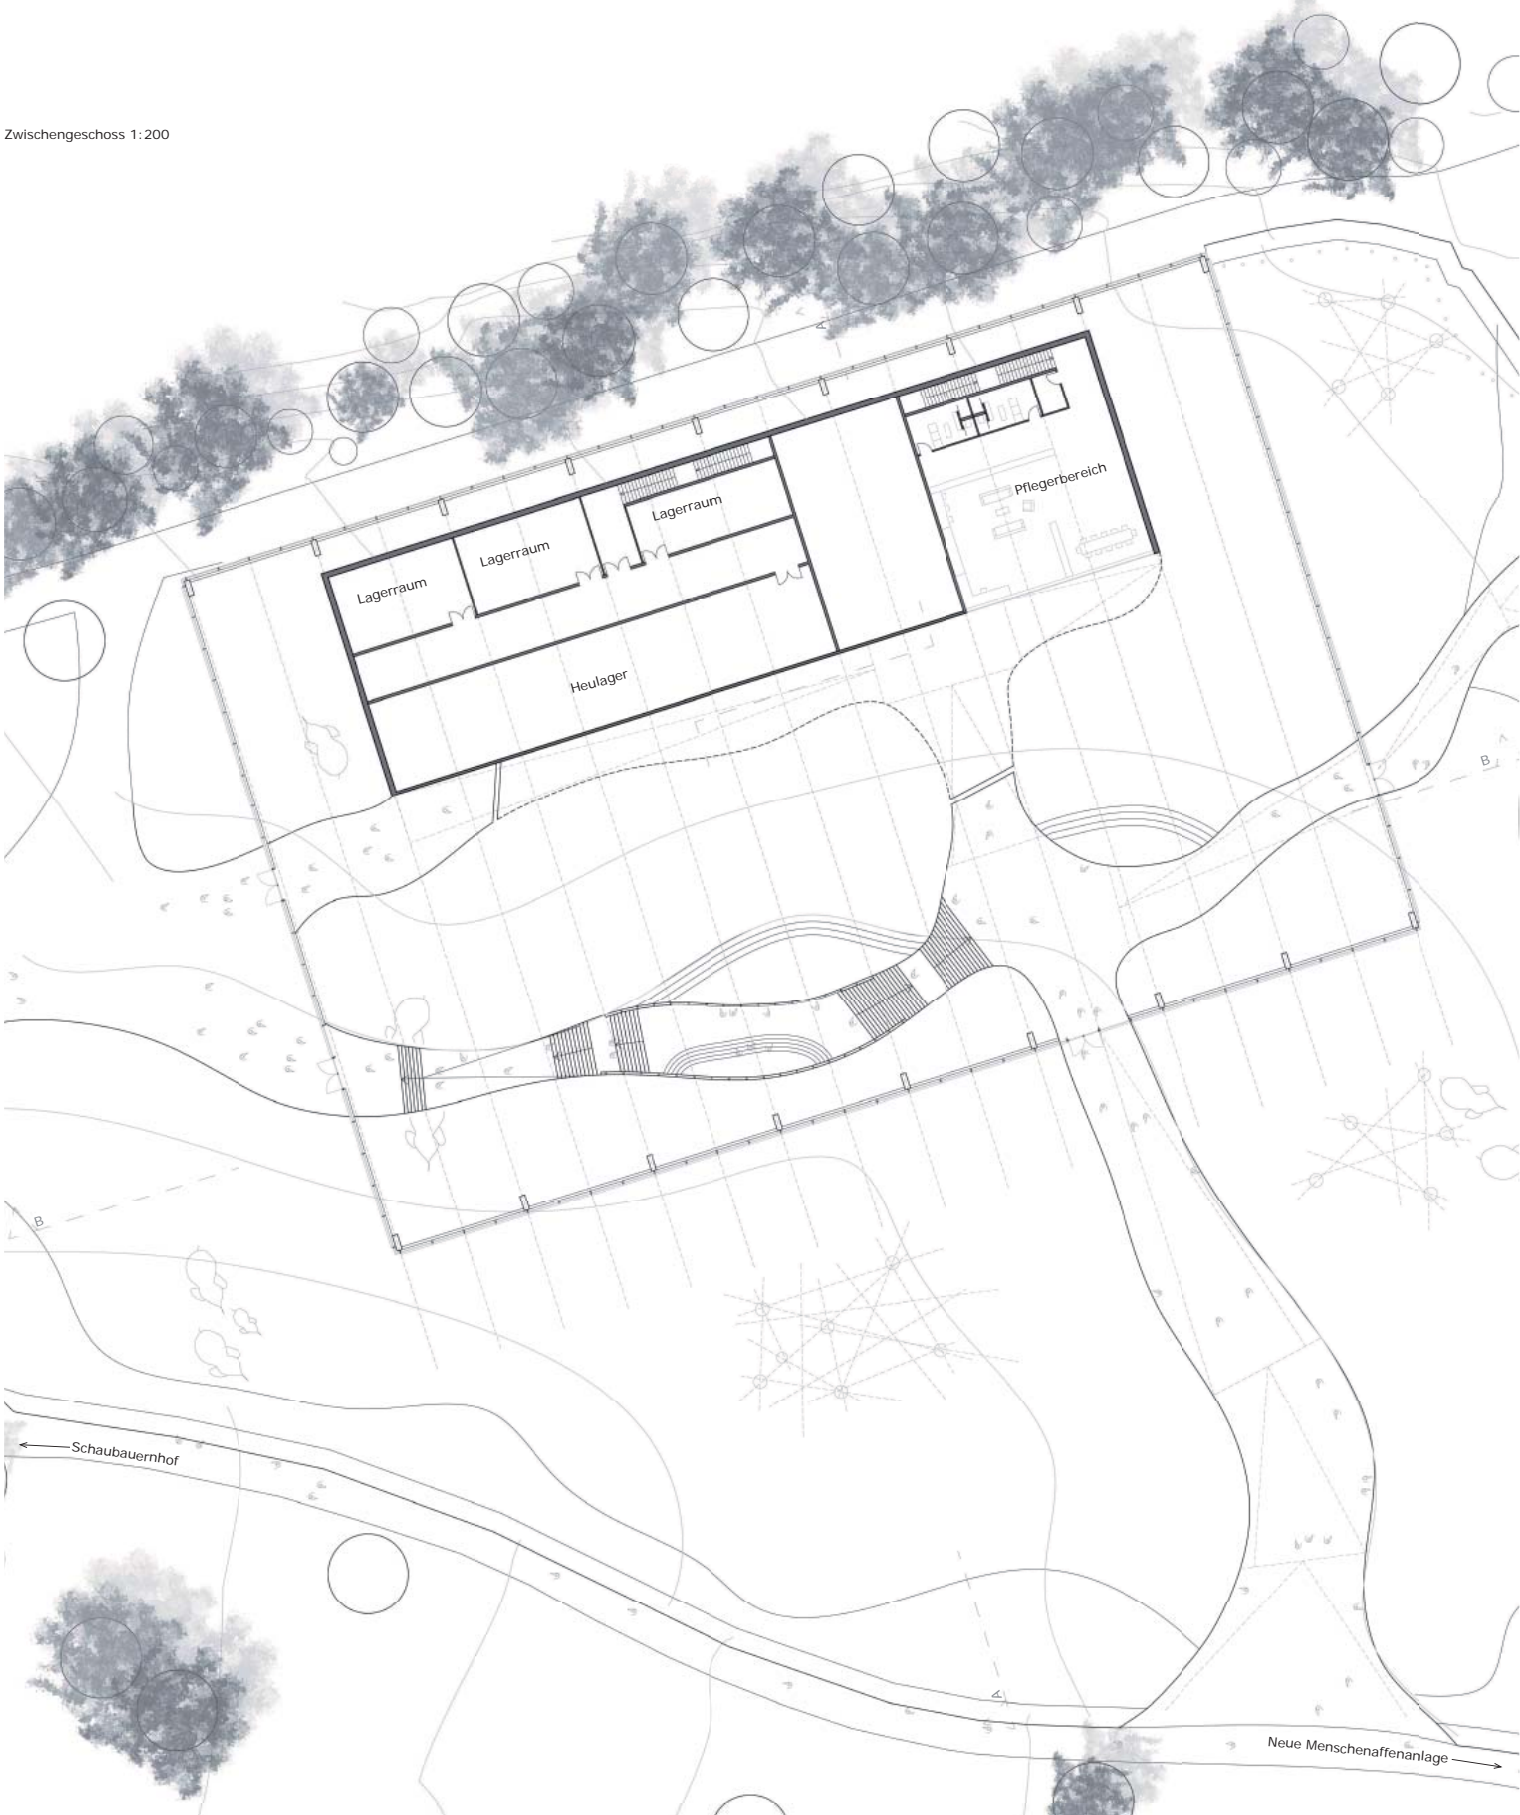 Zwischengeschoss 1:200
A
Pflegerbereich
Lagerraum
Lagerraum
Lagerraum
Heulager
B
B
Schaubauernhof
A
Neue Menschenaffenanlage